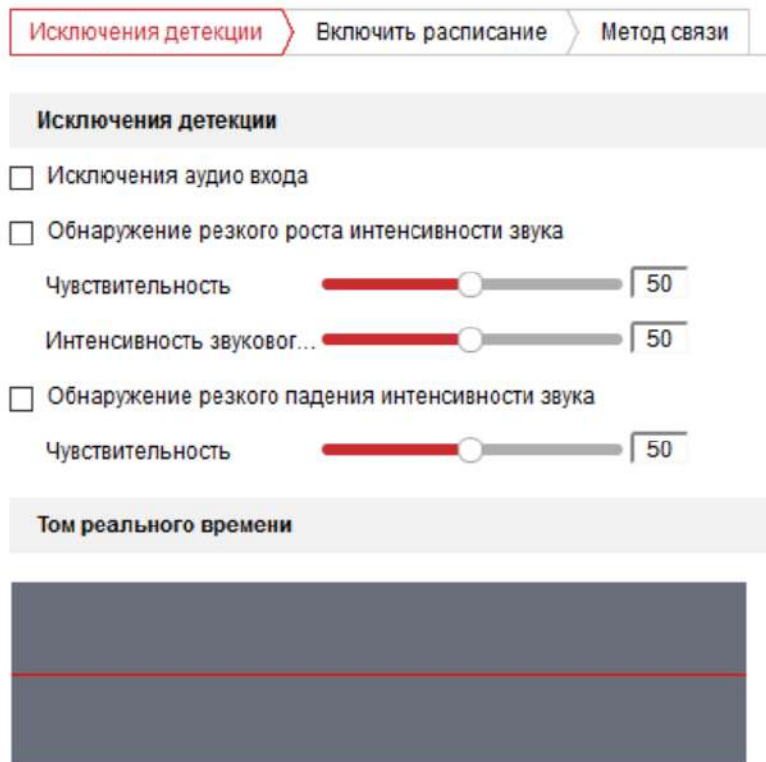 Исключения детекции
Включить расписание
Метод связи
Исключения детекции
Исключения аудио входа
Обнаружение резкого роста интенсивности звука
Чувствительность 50
Интенсивность звуковог... 50
Обнаружение резкого падения интенсивности звука
Чувствительность 50
Том реального времени